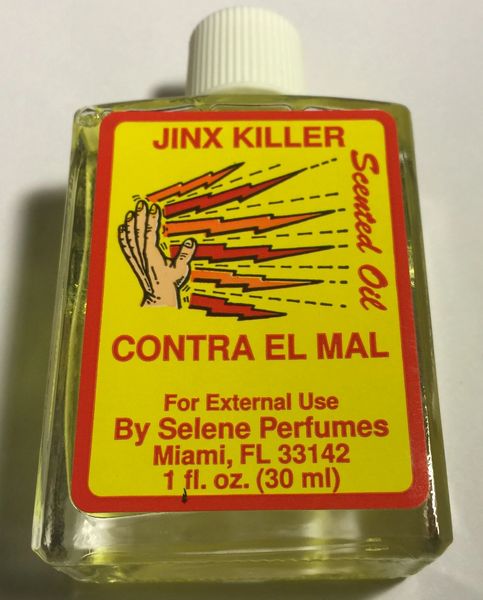 JINX KILLER
Scented Oil
CONTRA EL MAL
For External Use
By Selene Perfumes
Miami, FL 33142
1 fl. oz. (30 ml)